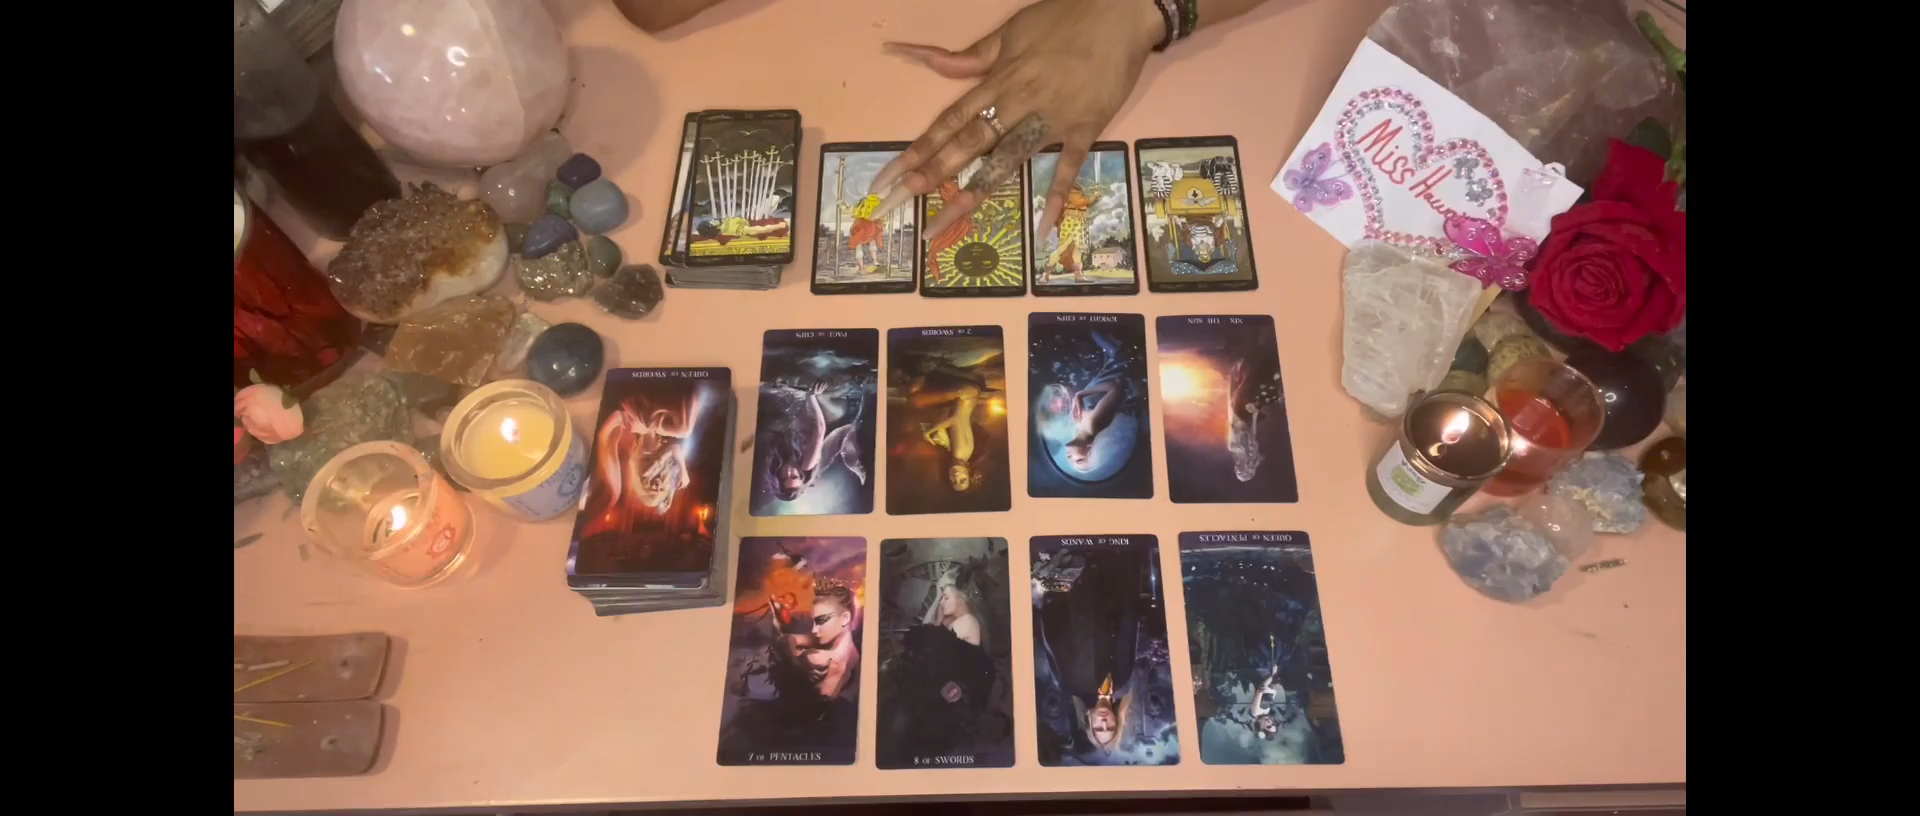 Miss
QUEEN OF SWORDS
PAGE OF CUPS
2 OF SWORDS
KNIGHT OF CUPS
XIX THE SUN
7 OF PENTACLES
8 OF SWORDS
KING OF WANDS
QUEEN OF PENTACLES